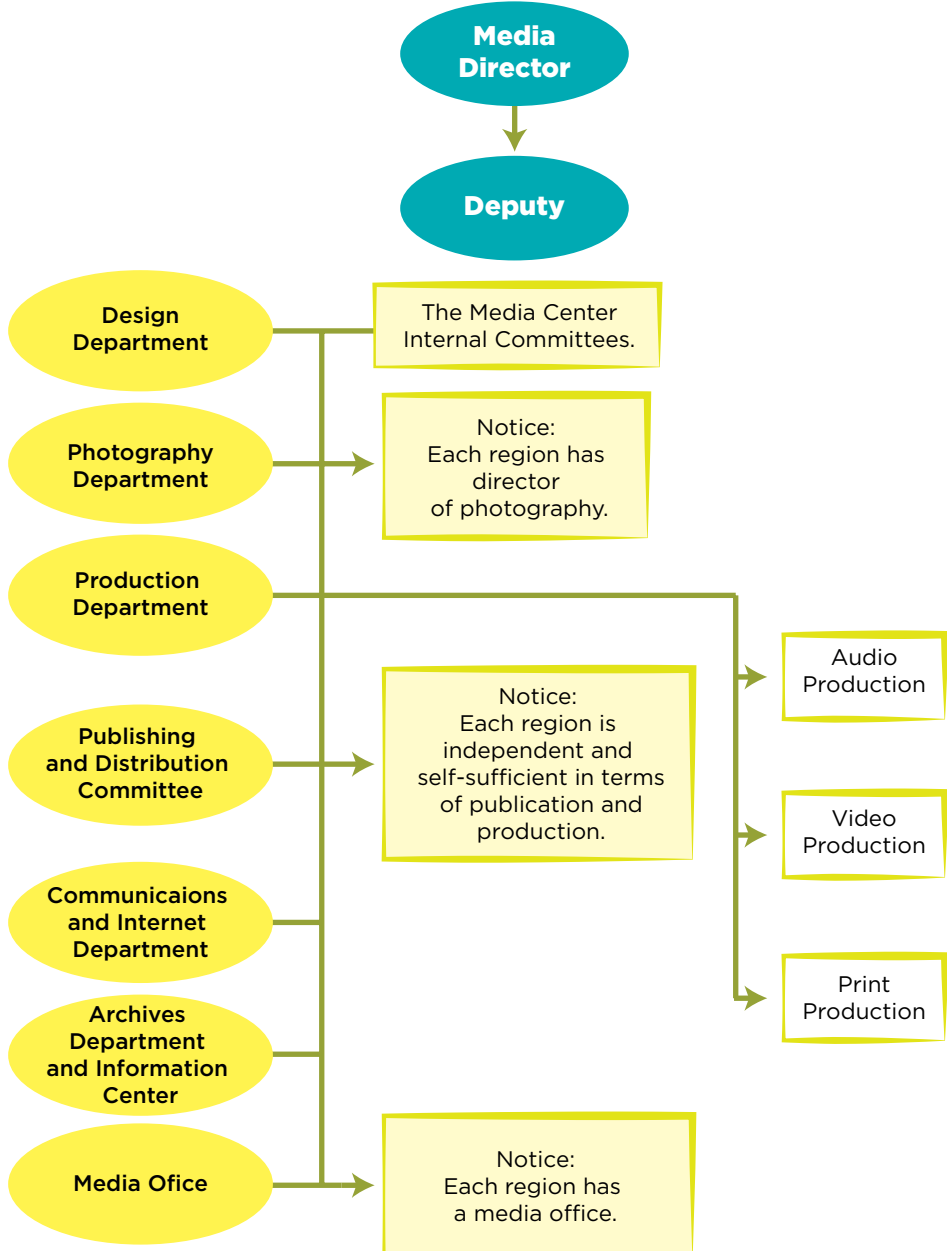 Media
Director
Deputy
Design
Department
The Media Center
Internal Committees.
Photography
Department
Notice:
Each region has
director
of photography.
Production
Department
Audio
Production
Publishing
and Distribution
Committee
Notice:
Each region is
independent and
self-sufficient in terms
of publication and
production.
Video
Production
Communicaions
and Internet
Department
Print
Production
Archives
Department
and Information
Center
Media Ofice
Notice:
Each region has
a media office.